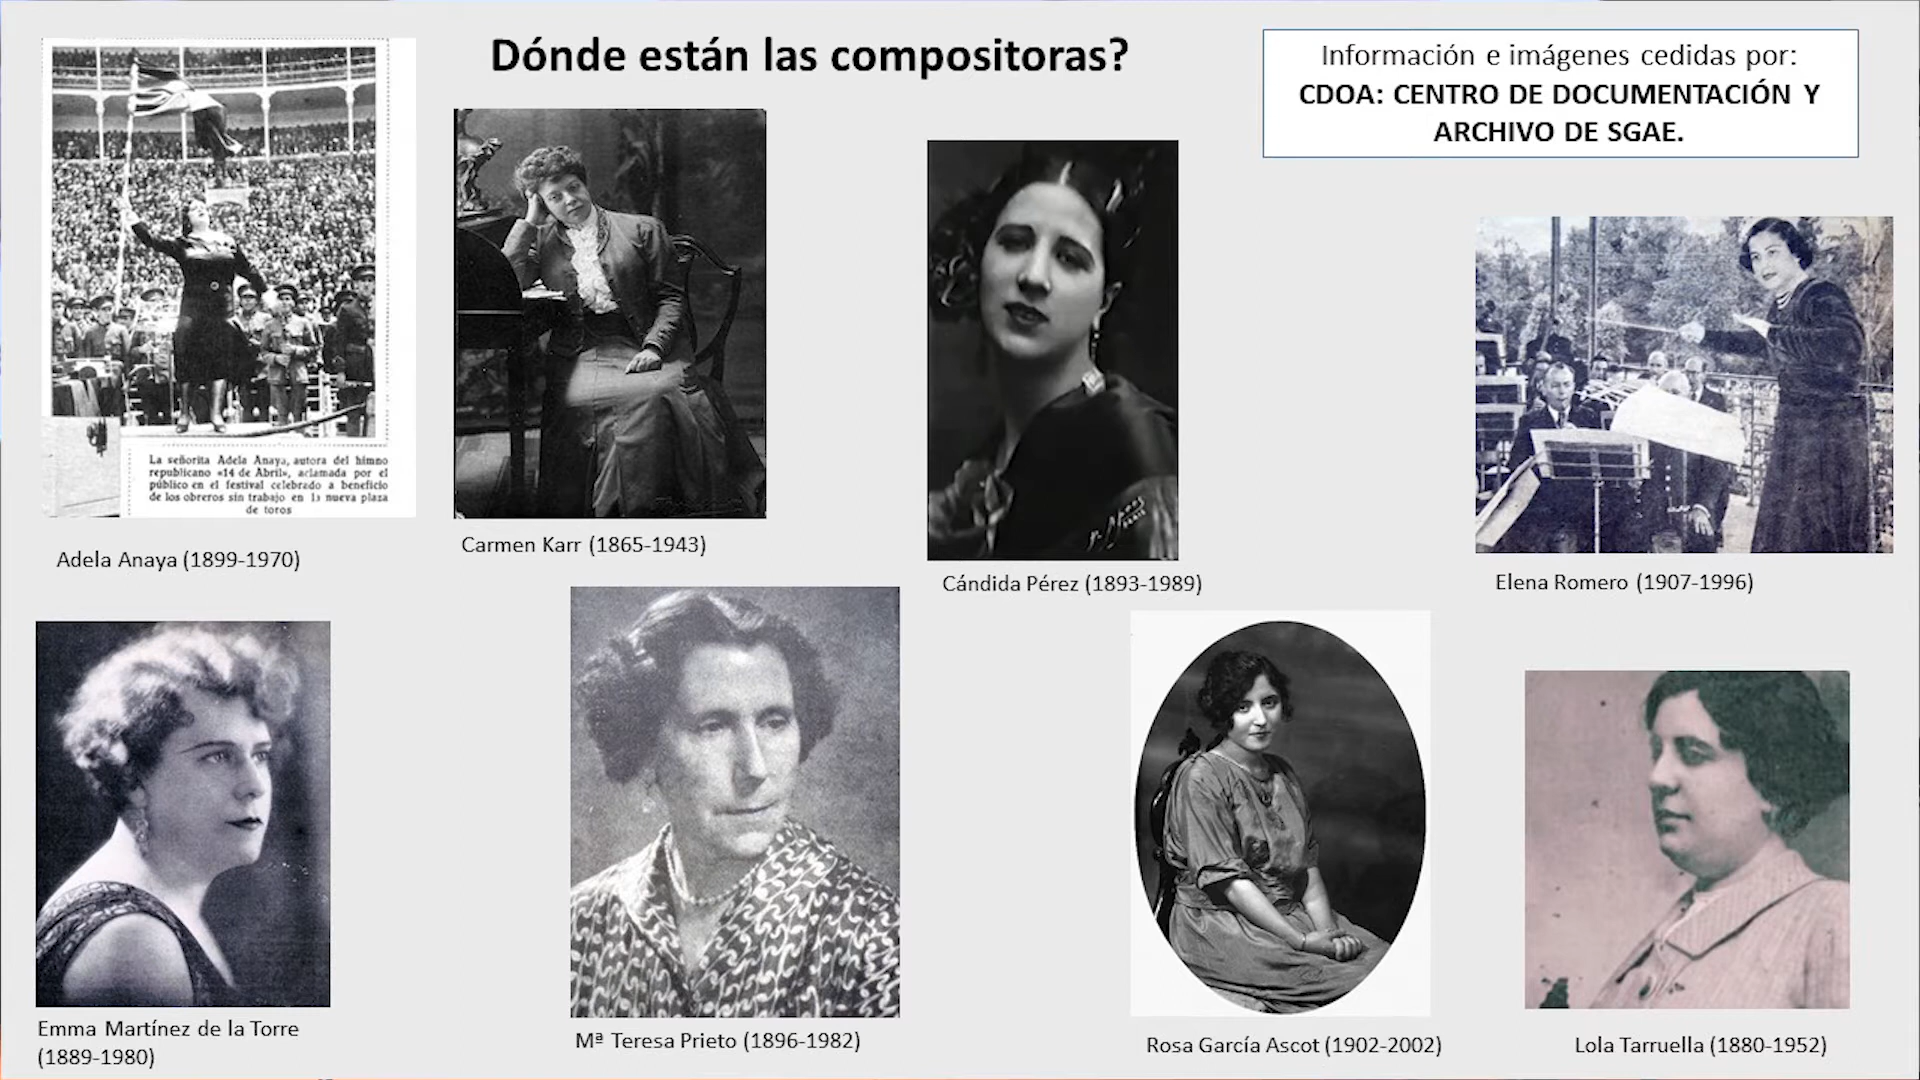 Dónde están las compositoras?
Información e imágenes cedidas por:
CDOA: CENTRO DE DOCUMENTACIÓN Y
ARCHIVO DE SGAE.
La señorita Adela Anaya, autora del himno
republicano «14 de Abril», aclamada por el
público en el festival celebrado a beneficio
de los obreros sin trabajo en la nueva plaza
de toros
Adela Anaya (1899-1970)
Carmen Karr (1865-1943)
Cándida Pérez (1893-1989)
Elena Romero (1907-1996)
Emma Martínez de la Torre
(1889-1980)
Mª Teresa Prieto (1896-1982)
Rosa García Ascot (1902-2002)
Lola Tarruella (1880-1952)